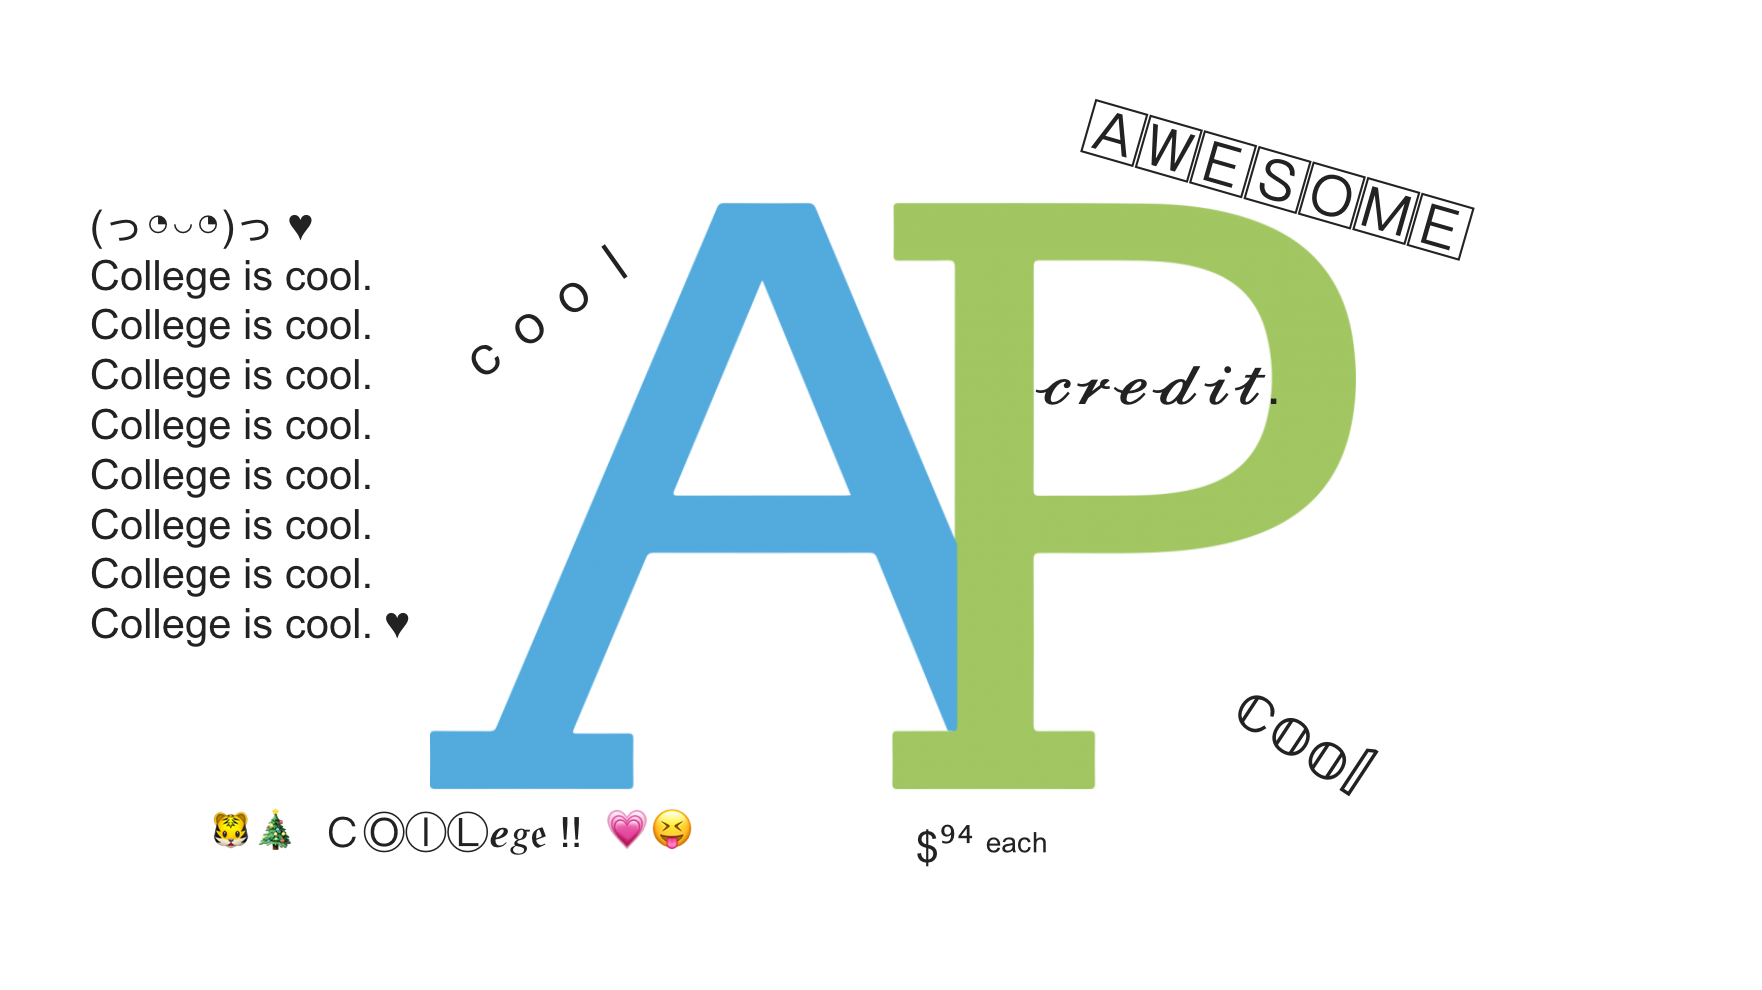 AWESOME
(っ◔◡◔)っ ♥
College is cool.
College is cool.
College is cool.
College is cool.
College is cool.
College is cool.
College is cool.
College is cool. ♥
cool
AP
𝒸𝓇𝑒𝒹𝒾𝓉.
𝕔𝕠𝕠𝕝
🐯🎄 CⓄⒾⓁ𝒆𝑔𝔢 !! 💗😝
$⁹⁴ each